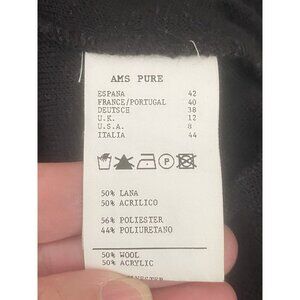 AMS PURE
ESPANA 42
FRANCE/PORTUGAL 40
DEUTSCH 38
U.K. 12
U.S.A. 8
ITALIA 44
P
50% LANA
50% ACRILICO
56% POLIESTER
44% POLIURETANO
50% WOOL
50% ACRYLIC